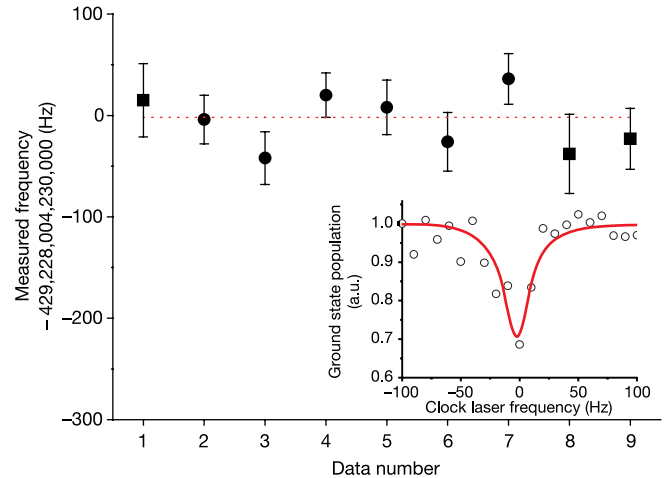 100
0
−100
−200
−300
Measured frequency
− 429,228,004,230,000 (Hz)
1 2 3 4 5 6 7 8 9
Data number
1.0
0.9
0.8
0.7
0.6
Ground state population
(a.u.)
−100 −50 0 50 100
Clock laser frequency (Hz)